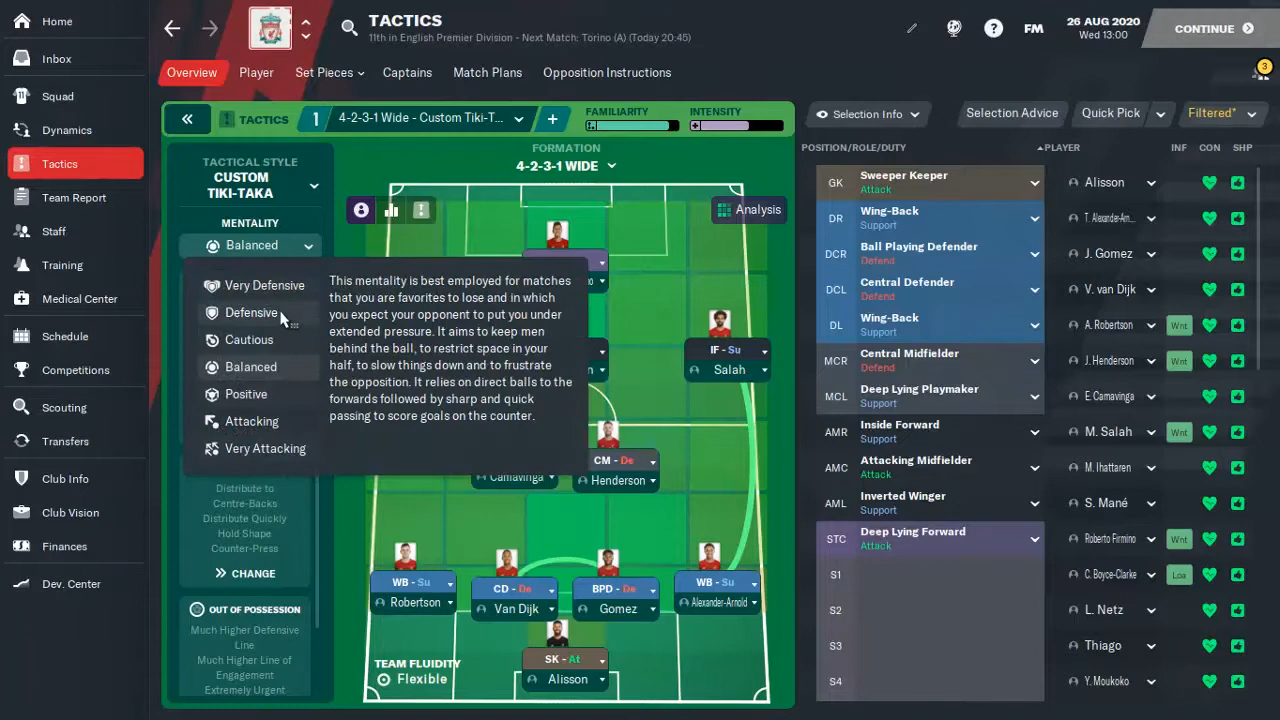 Home
Inbox
Squad
Dynamics
Tactics
Team Report
Staff
Training
Medical Center
Schedule
Competitions
Scouting
Transfers
Club Info
Club Vision
Finances
Dev. Center
TACTICS
11th in English Premier Division - Next Match: Torino (A) (Today 20:45)
FM
26 AUG 2020
Wed 13:00
CONTINUE
3
Overview
Player
Set Pieces
Captains
Match Plans
Opposition Instructions
TACTICS
1
4-2-3-1 Wide - Custom Tiki-T...
FAMILIARITY
INTENSITY
TACTICAL STYLE
CUSTOM
TIKI-TAKA
MENTALITY
Balanced
Very Defensive
Defensive
Cautious
Balanced
Positive
Attacking
Very Attacking
This mentality is best employed for matches
that you are favorites to lose and in which
you expect your opponent to put you under
extended pressure. It aims to keep men
behind the ball, to restrict space in your
half, to slow things down and to frustrate
the opposition. It relies on direct balls to the
forwards followed by sharp and quick
passing to score goals on the counter.
Distribute to
Centre-Backs
Distribute Quickly
Hold Shape
Counter-Press
CHANGE
OUT OF POSSESSION
Much Higher Defensive
Line
Much Higher Line of
Engagement
Extremely Urgent
FORMATION
4-2-3-1 WIDE
Analysis
IF - Su
Salah
Camavinga
CM - De
Henderson
WB - Su
Robertson
CD - De
Van Dijk
BPD - De
Gomez
WB - Su
Alexander-Arnold
SK - At
Alisson
TEAM FLUIDITY
Flexible
Selection Info
Selection Advice
Quick Pick
Filtered*
POSITION/ROLE/DUTY
PLAYER
INF
CON
SHP
GK
Sweeper Keeper
Attack
Alisson
DR
Wing-Back
Support
T. Alexander-Arn...
DCR
Ball Playing Defender
Defend
J. Gomez
DCL
Central Defender
Defend
V. van Dijk
DL
Wing-Back
Support
A. Robertson
Wnt
MCR
Central Midfielder
Defend
J. Henderson
Wnt
MCL
Deep Lying Playmaker
Support
E. Camavinga
AMR
Inside Forward
Support
M. Salah
Wnt
AMC
Attacking Midfielder
Attack
M. Ihattaren
AML
Inverted Winger
Support
S. Mané
STC
Deep Lying Forward
Attack
Roberto Firmino
Wnt
S1
C. Boyce-Clarke
Loa
S2
L. Netz
S3
Thiago
S4
Y. Moukoko